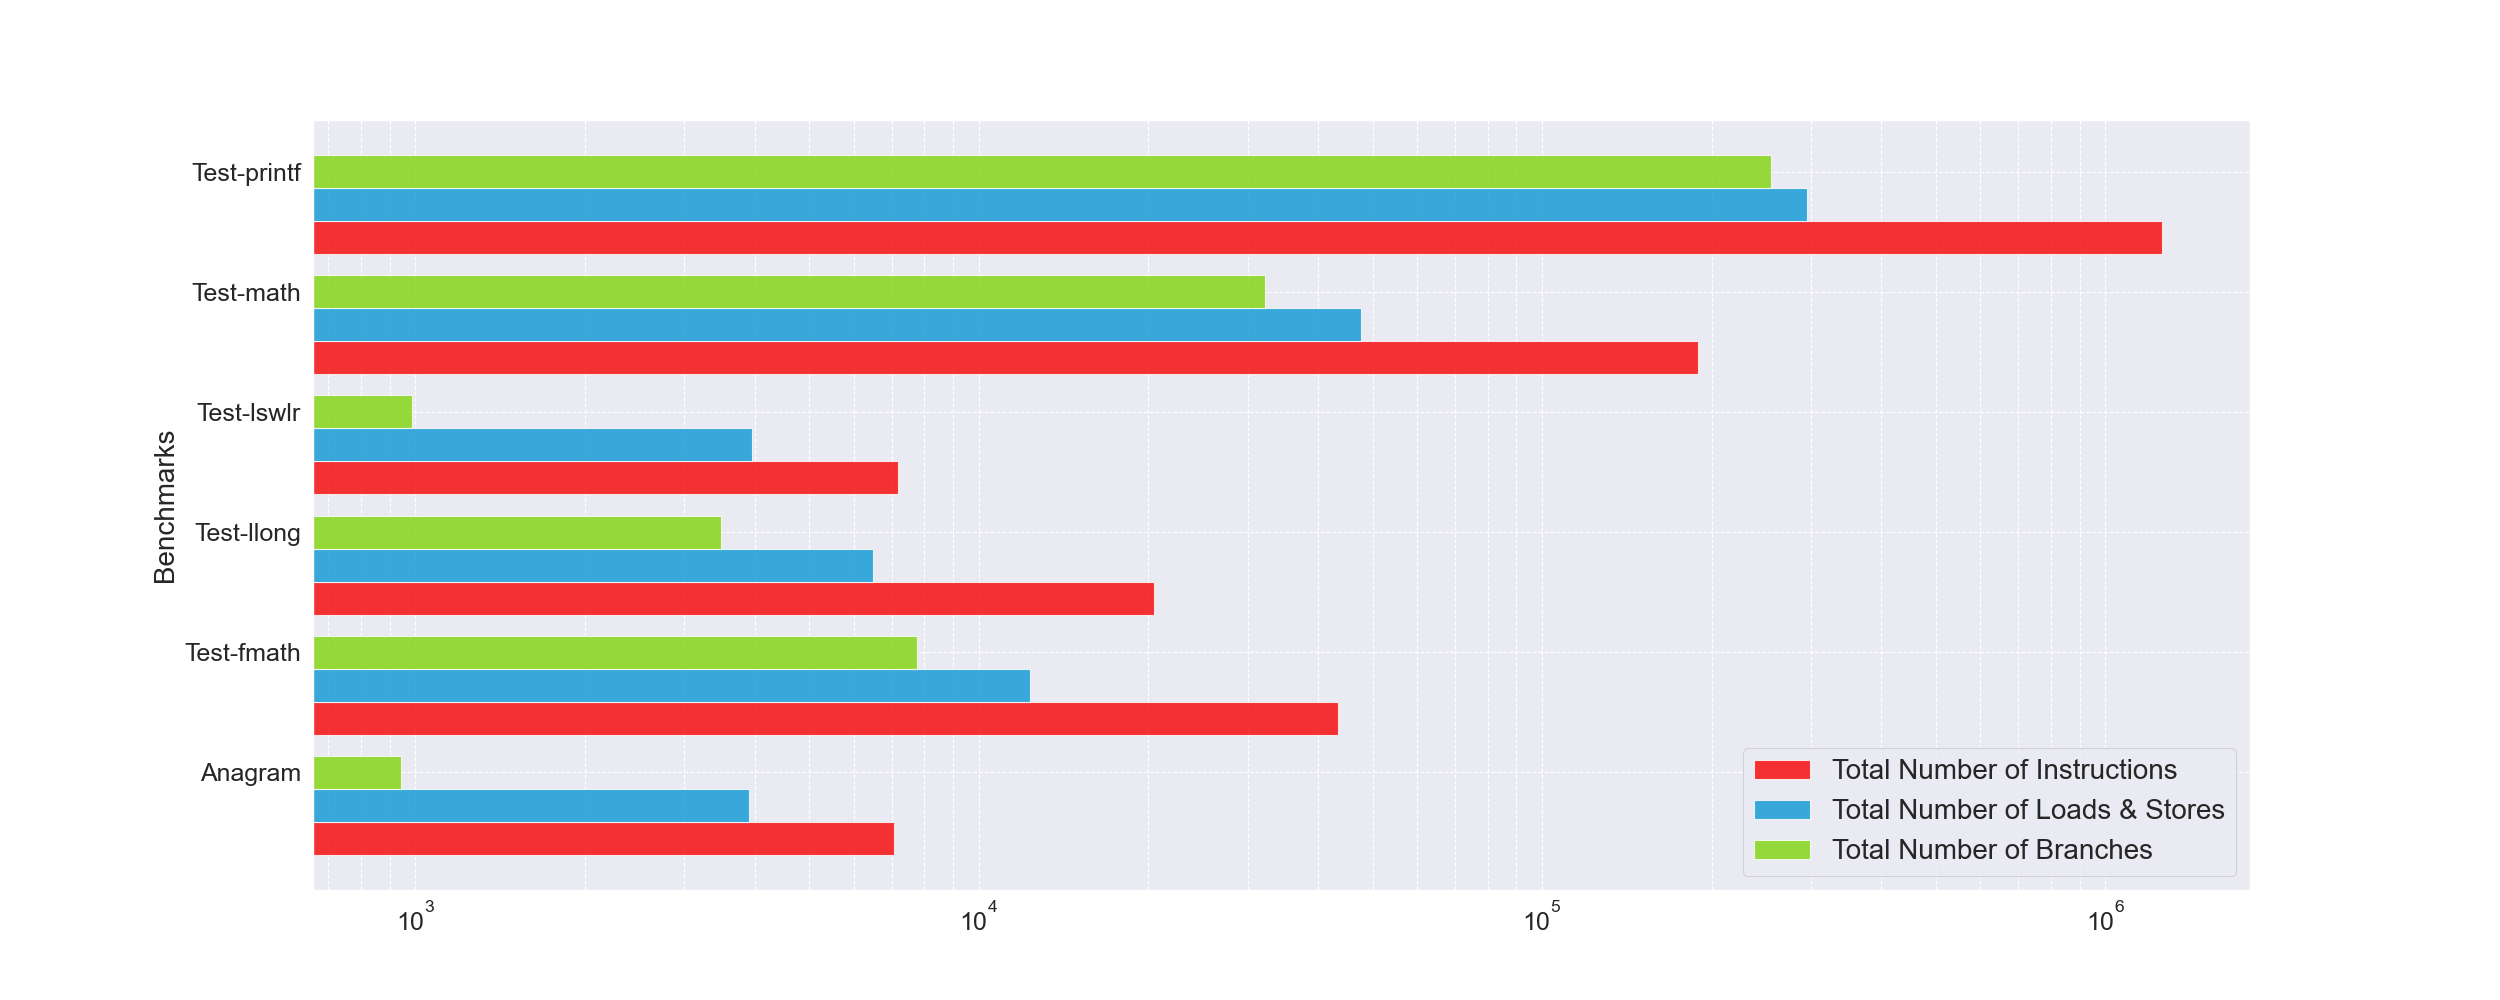 Test-printf
Test-math
Test-lswlr
Test-llong
Test-fmath
Anagram
Benchmarks
Total Number of Instructions
Total Number of Loads & Stores
Total Number of Branches
10^3 10^4 10^5 10^6